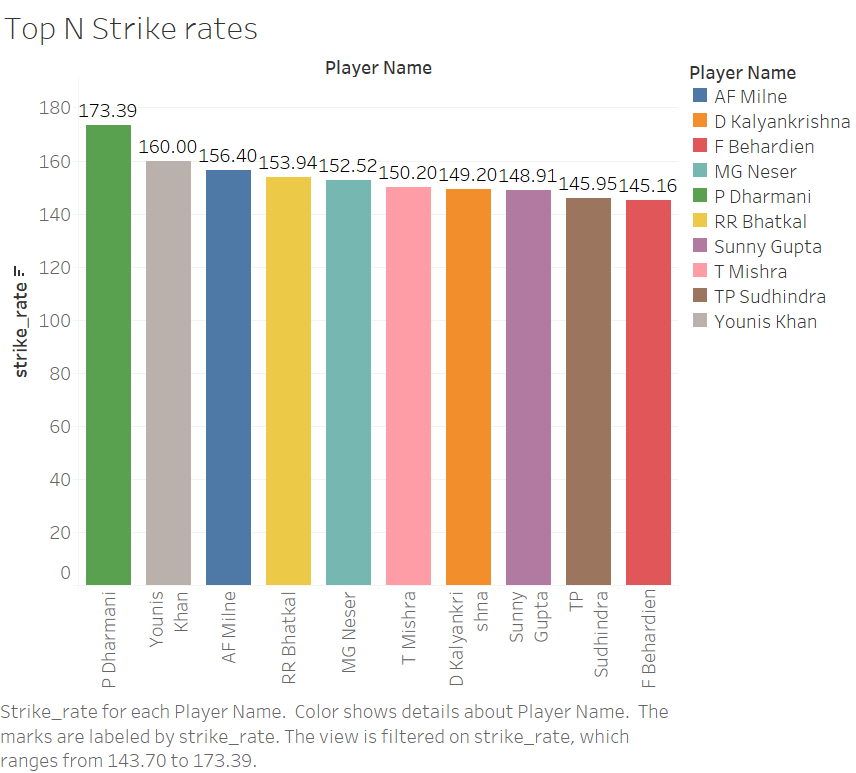 Top N Strike rates
Player Name
Player Name
AF Milne
D Kalyankrishna
F Behardien
MG Neser
P Dharmani
RR Bhatkal
Sunny Gupta
T Mishra
TP Sudhindra
Younis Khan
strike_rate
180
160
140
120
100
80
60
40
20
0
173.39
160.00
156.40
153.94
152.52
150.20
149.20
148.91
145.95
145.16
P Dharmani
Younis
Khan
AF Milne
RR Bhatkal
MG Neser
T Mishra
D Kalyankri
shna
Sunny
Gupta
TP
Sudhindra
F Behardien
Strike_rate for each Player Name.  Color shows details about Player Name.  The
marks are labeled by strike_rate. The view is filtered on strike_rate, which
ranges from 143.70 to 173.39.